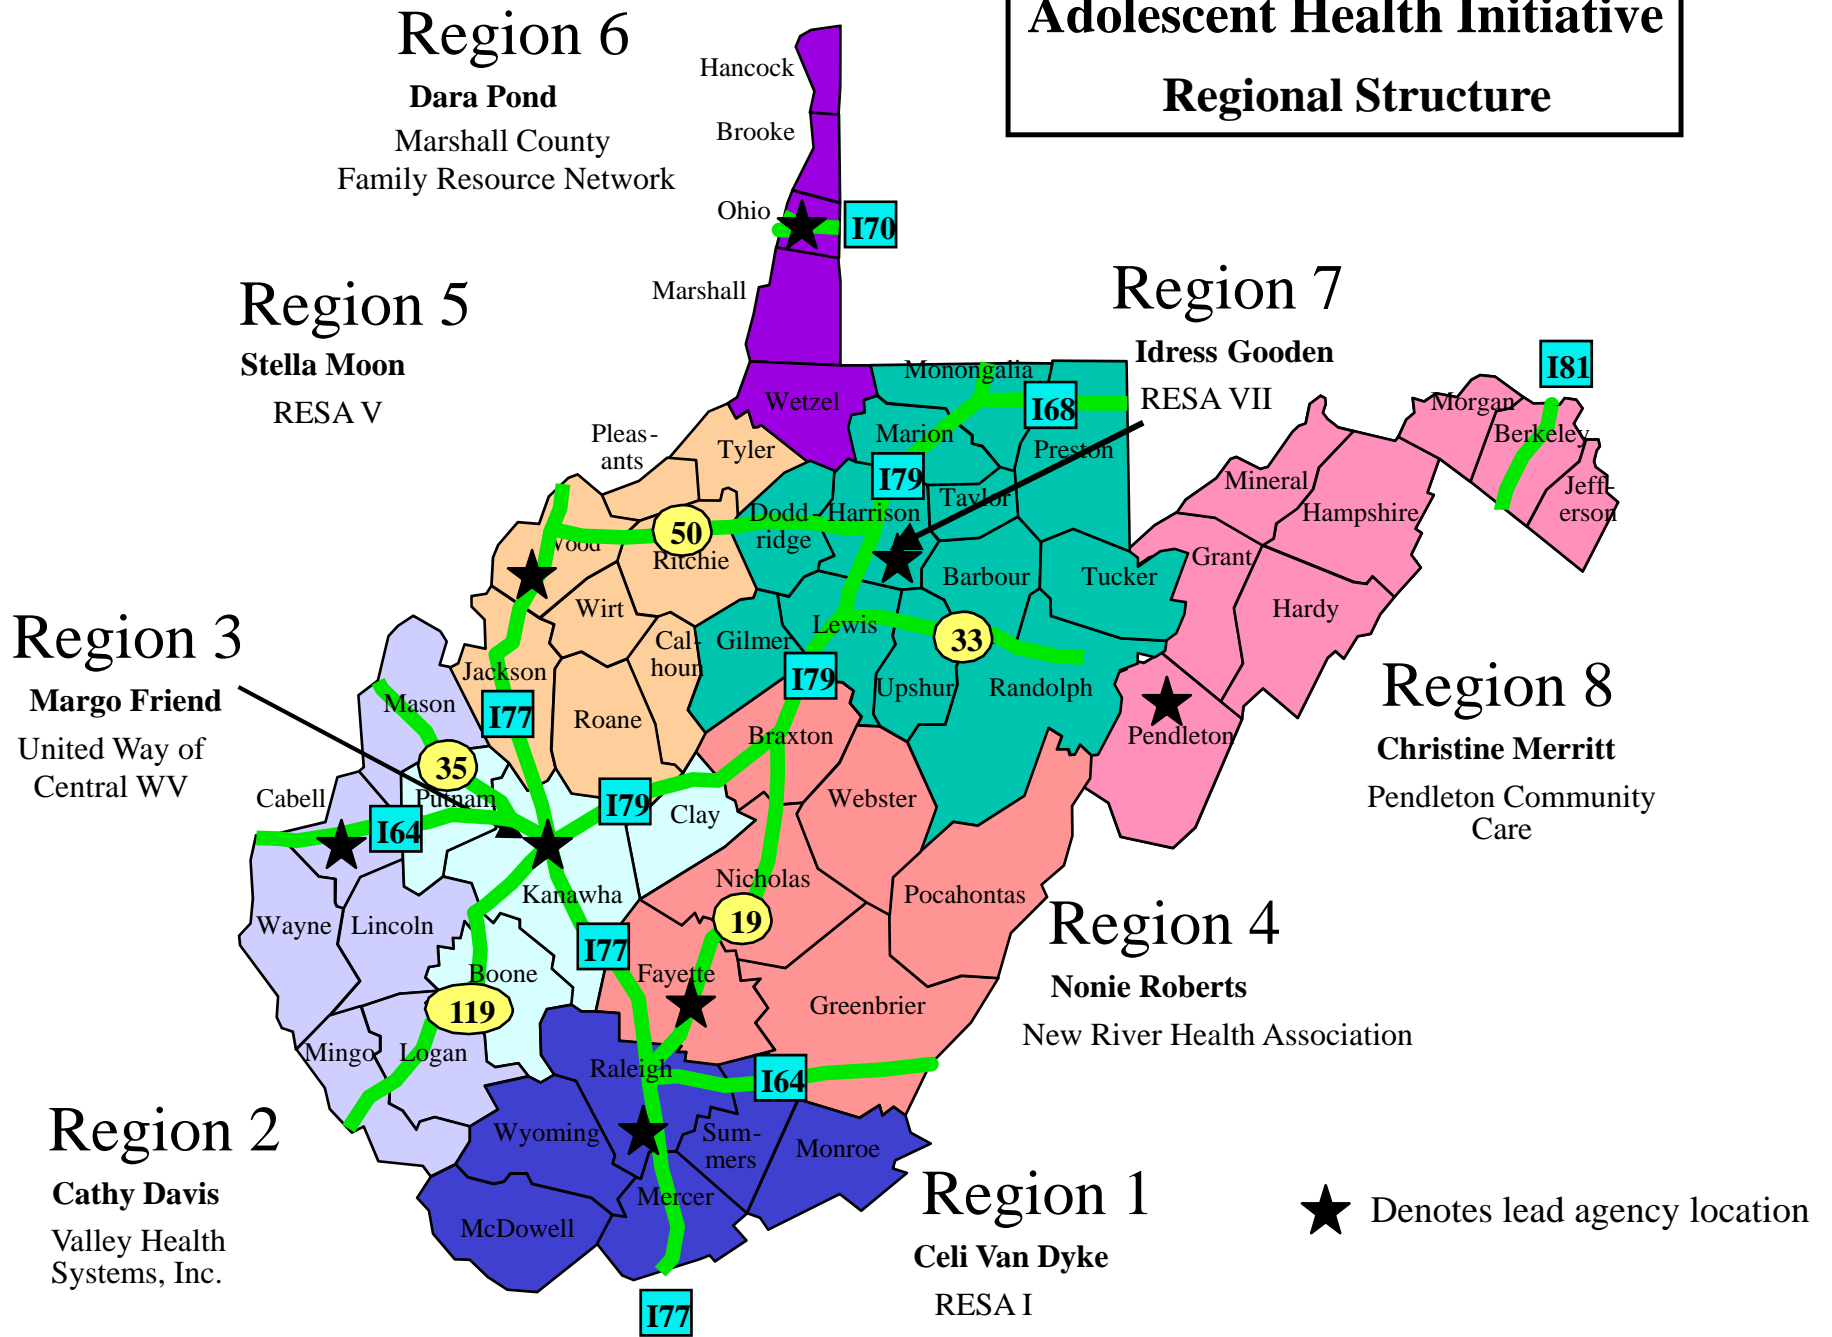 Adolescent Health Initiative
Regional Structure
Region 6
Dara Pond
Marshall County
Family Resource Network
Hancock
Brooke
Ohio
I70
Marshall
Region 5
Stella Moon
RESA V
Region 7
Idress Gooden
RESA VII
I81
Wetzel
Monongalia
I68
Marion
Preston
I79
Taylor
Morgan
Berkeley
Jeff-
erson
Mineral
Hampshire
Grant
Hardy
Pleas-
ants
Tyler
50
Dodd-
ridge
Harrison
Wood
Ritchie
Wirt
Barbour
Tucker
Cal-
houn
Gilmer
Lewis
33
Region 3
Margo Friend
United Way of
Central WV
Jackson
I77
Mason
Roane
I79
Upshur
Randolph
Pendleton
Region 8
Christine Merritt
Pendleton Community
Care
35
Braxton
Cabell
Putnam
I64
I79
Clay
Webster
Kanawha
Nicholas
Pocahontas
19
Wayne
Lincoln
I77
Boone
Fayette
119
Greenbrier
Region 4
Nonie Roberts
New River Health Association
Mingo
Logan
Raleigh
I64
Region 2
Cathy Davis
Valley Health
Systems, Inc.
Wyoming
Sum-
mers
Monroe
Mercer
McDowell
Region 1
Celi Van Dyke
RESA I
I77
Denotes lead agency location